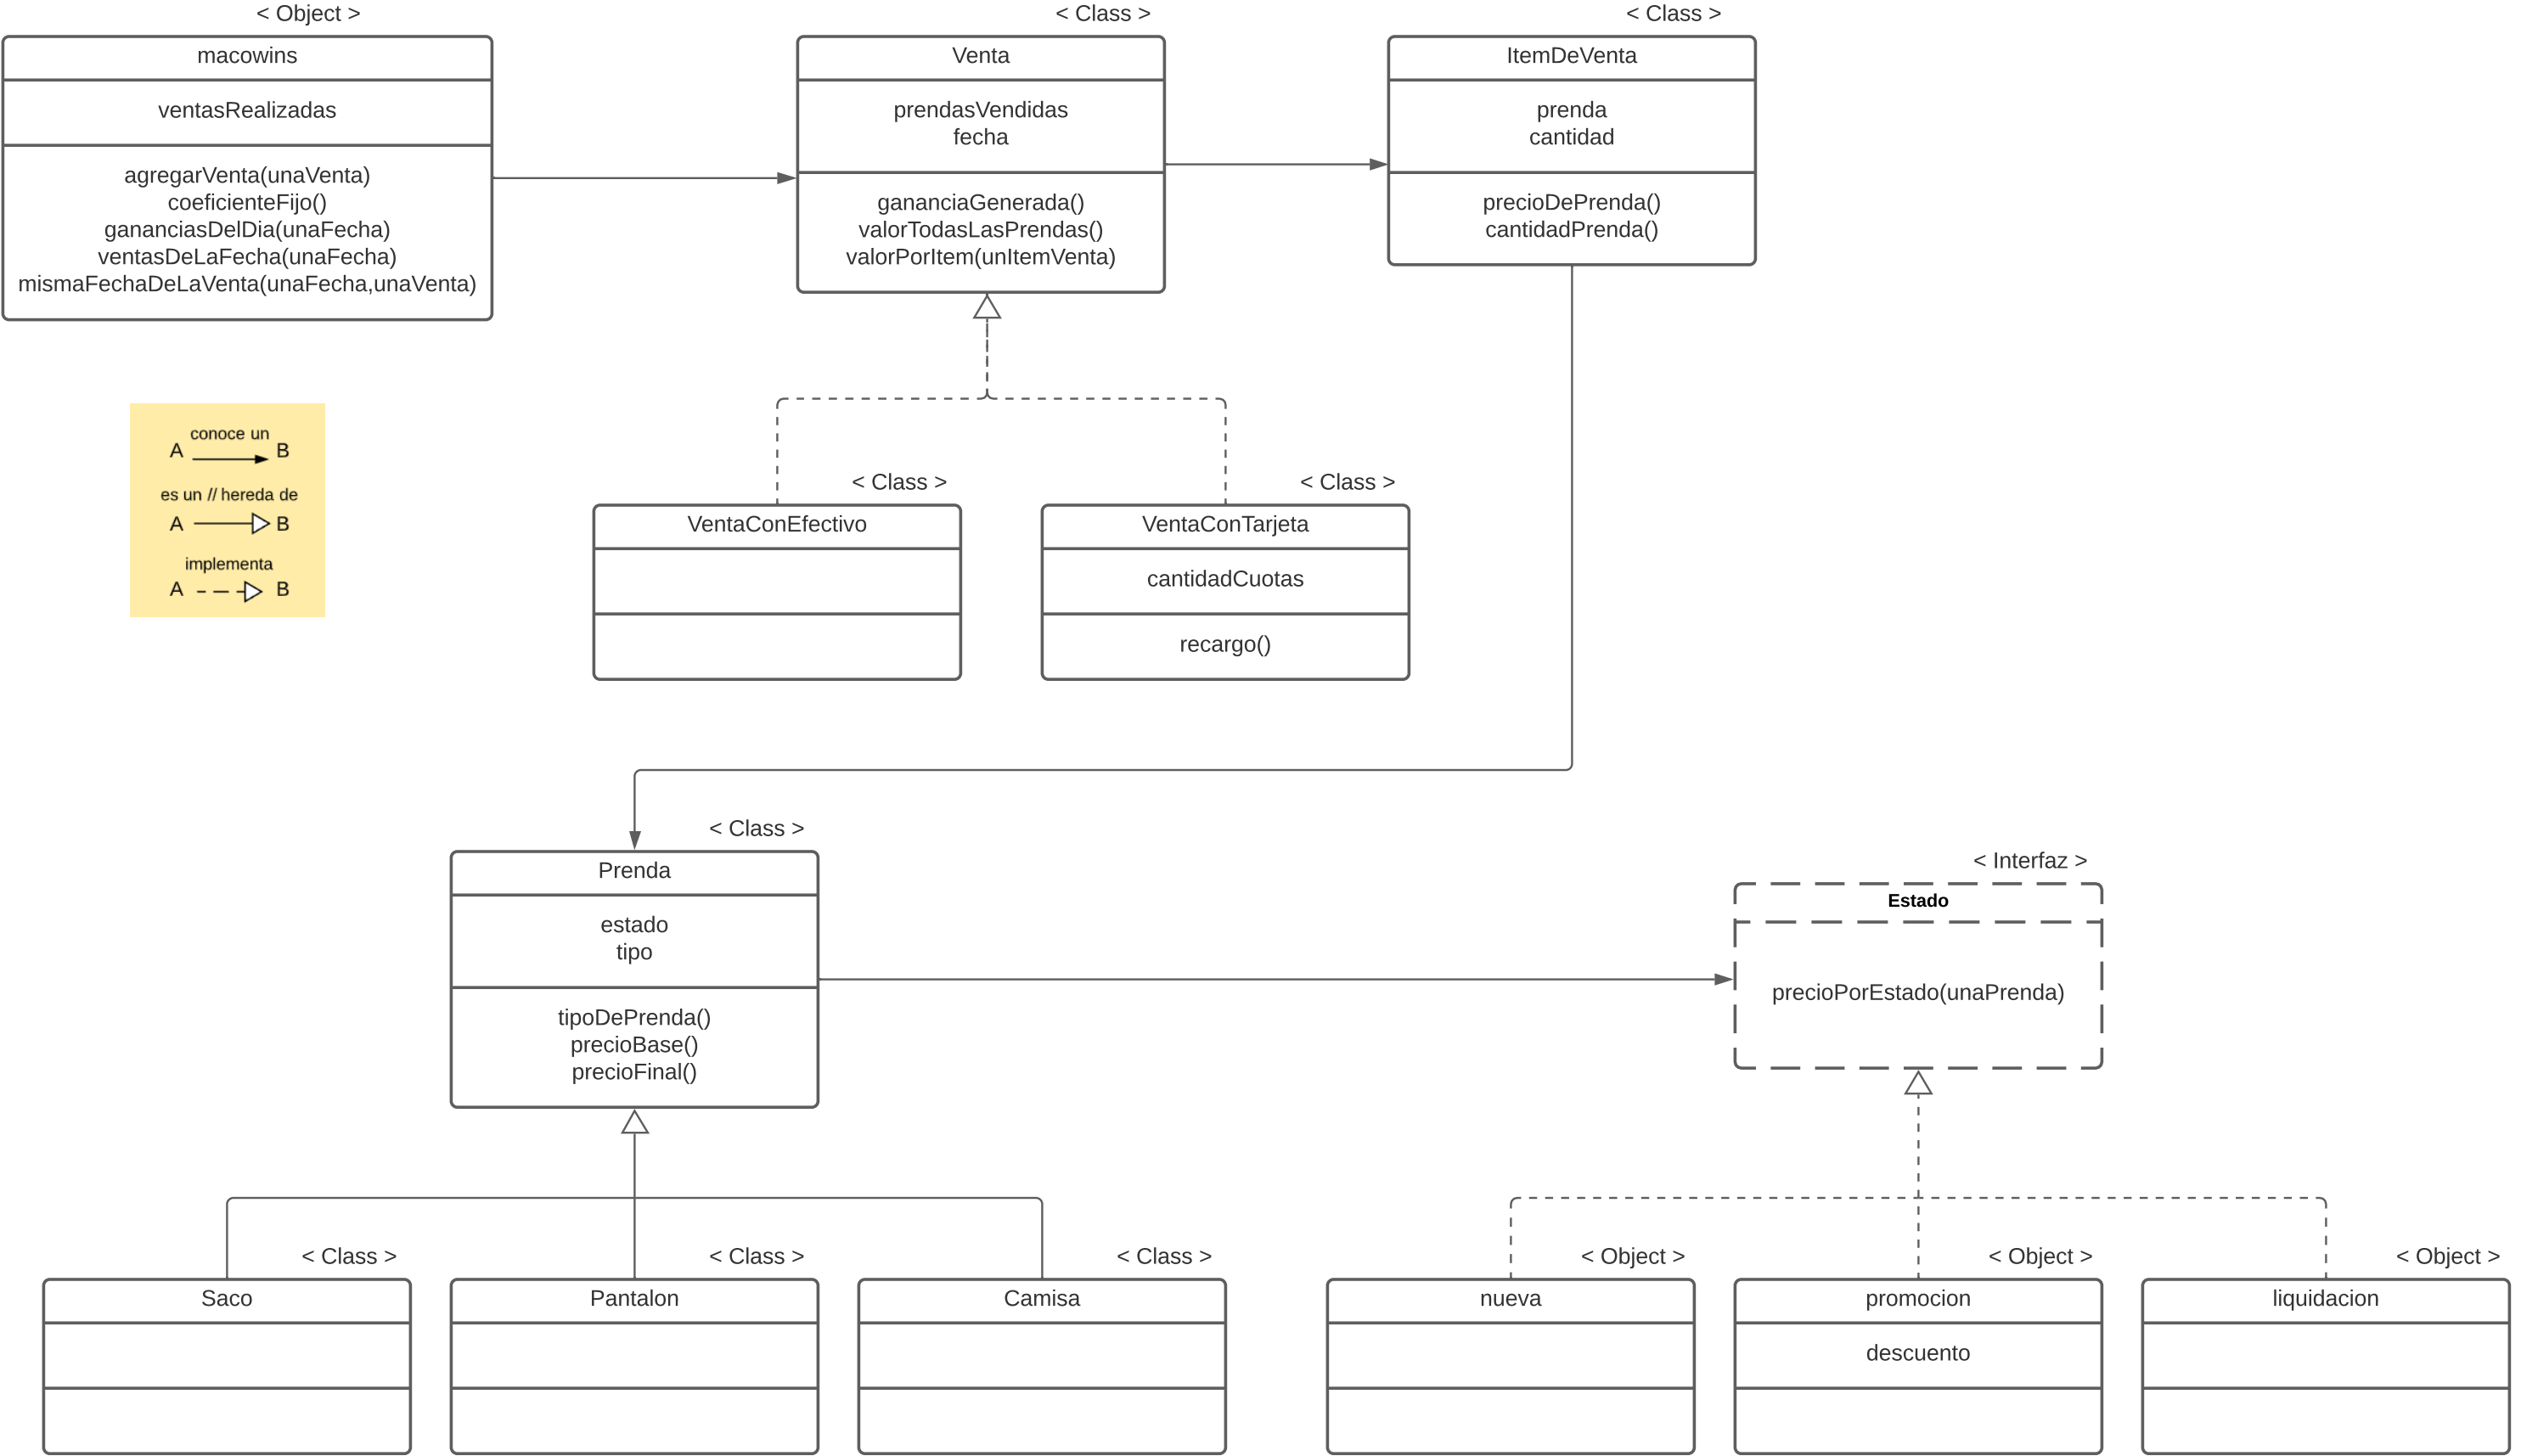 < Object >
macowins
ventasRealizadas
agregarVenta(unaVenta)
coeficienteFijo()
gananciasDelDia(unaFecha)
ventasDeLaFecha(unaFecha)
mismaFechaDeLaVenta(unaFecha,unaVenta)
< Class >
Venta
prendasVendidas
fecha
gananciaGenerada()
valorTodasLasPrendas()
valorPorItem(unItemVenta)
< Class >
ItemDeVenta
prenda
cantidad
precioDePrenda()
cantidadPrenda()
conoce un
A B
es un // hereda de
A B
implementa
A B
< Class >
VentaConEfectivo
< Class >
VentaConTarjeta
cantidadCuotas
recargo()
< Class >
Prenda
estado
tipo
tipoDePrenda()
precioBase()
precioFinal()
< Interfaz >
Estado
precioPorEstado(unaPrenda)
< Class >
Saco
< Class >
Pantalon
< Class >
Camisa
< Object >
nueva
< Object >
promocion
descuento
< Object >
liquidacion